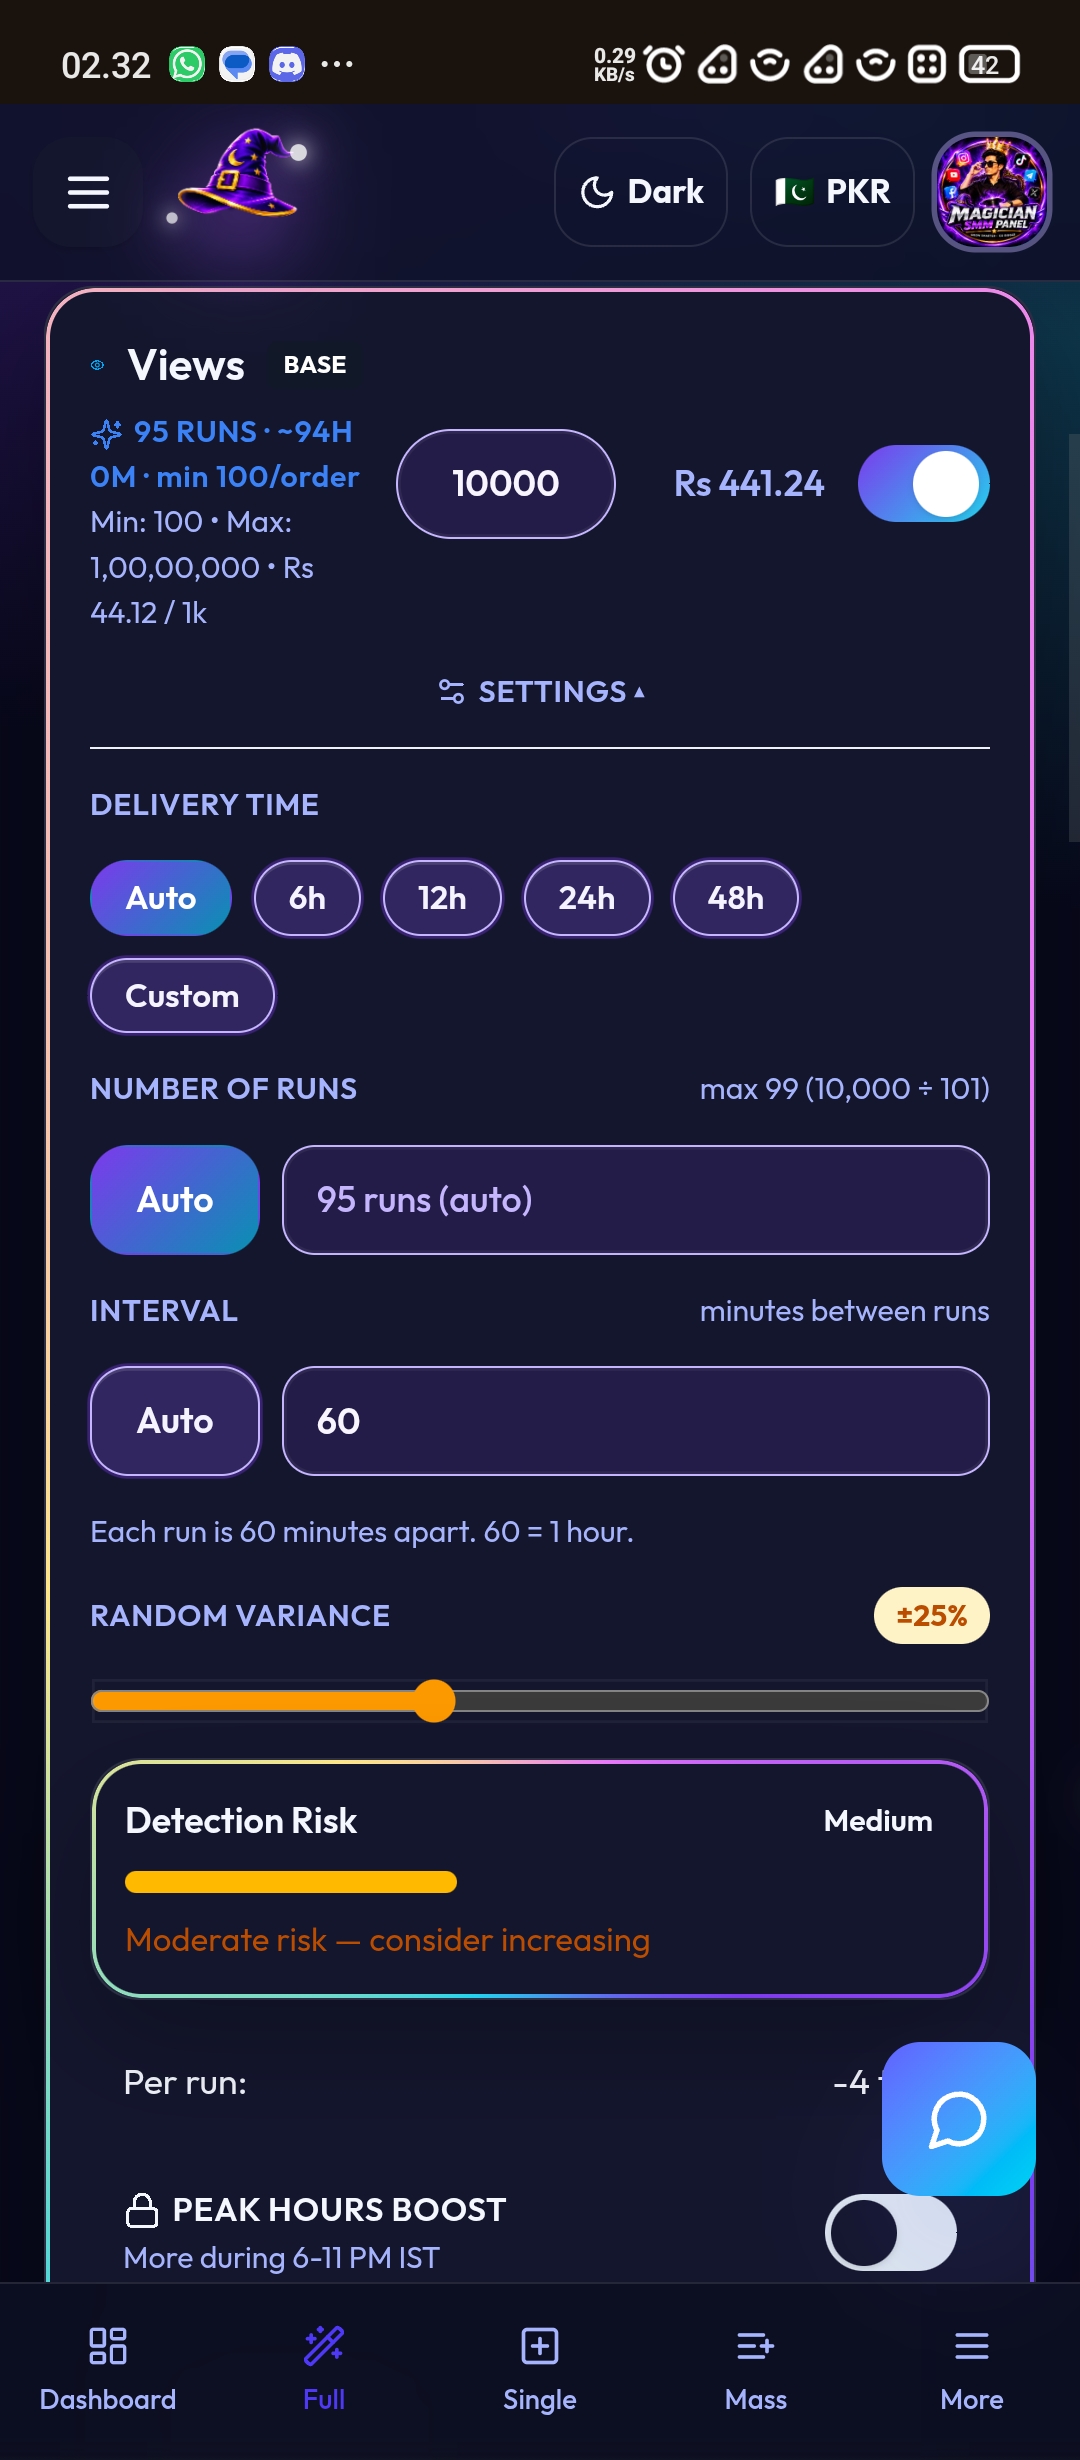 02.32
0.29
KB/s
42
Dark
PKR
MAGICIAN
SMM PANEL
Views BASE
95 RUNS · ~94H
0M · min 100/order
10000
Rs 441.24
Min: 100 • Max:
1,00,00,000 • Rs
44.12 / 1k
SETTINGS ▴
DELIVERY TIME
Auto 6h 12h 24h 48h
Custom
NUMBER OF RUNS max 99 (10,000 ÷ 101)
Auto 95 runs (auto)
INTERVAL minutes between runs
Auto 60
Each run is 60 minutes apart. 60 = 1 hour.
RANDOM VARIANCE ±25%
Detection Risk Medium
Moderate risk — consider increasing
Per run: -4
PEAK HOURS BOOST
More during 6-11 PM IST
Dashboard Full Single Mass More